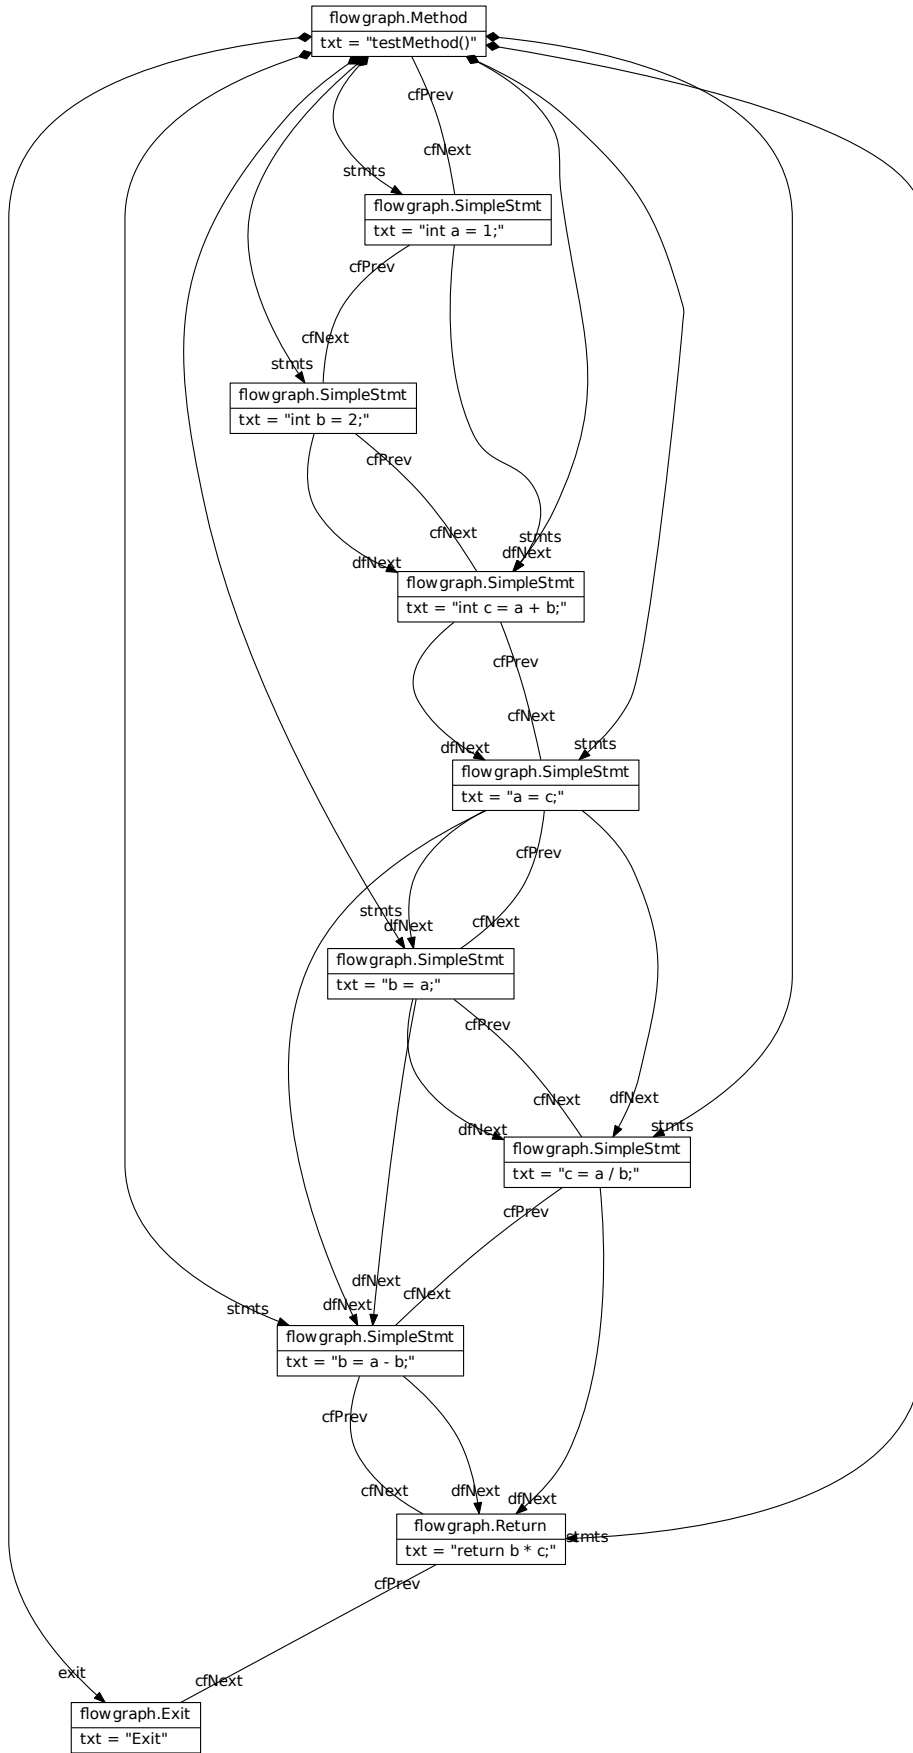 flowgraph.Method
txt = "testMethod()"
cfPrev
cfNext
stmts
flowgraph.SimpleStmt
txt = "int a = 1;"
cfPrev
cfNext
stmts
flowgraph.SimpleStmt
txt = "int b = 2;"
cfPrev
cfNext
stmts
dfNext
dfNext
flowgraph.SimpleStmt
txt = "int c = a + b;"
cfPrev
cfNext
dfNext
stmts
flowgraph.SimpleStmt
txt = "a = c;"
cfPrev
stmts
cfNext
dfNext
flowgraph.SimpleStmt
txt = "b = a;"
cfPrev
cfNext
dfNext
stmts
dfNext
flowgraph.SimpleStmt
txt = "c = a / b;"
cfPrev
dfNext
cfNext
dfNext
stmts
flowgraph.SimpleStmt
txt = "b = a - b;"
cfPrev
cfNext
dfNext
dfNext
flowgraph.Return
stmts
txt = "return b * c;"
cfPrev
exit
cfNext
flowgraph.Exit
txt = "Exit"